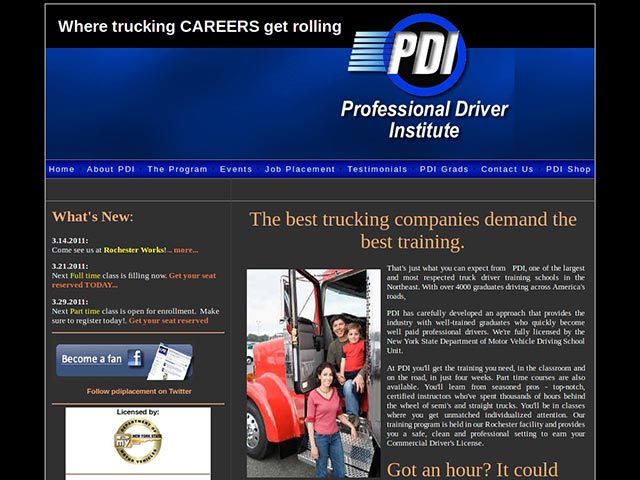 Where trucking CAREERS get rolling
PDI
Professional Driver
Institute
Home About PDI The Program Events Job Placement Testimonials PDI Grads Contact Us PDI Shop
What's New:
3.14.2011:
Come see us at Rochester Works!... more...
3.21.2011:
Next Full time class is filling now. Get your seat
reserved TODAY...
3.29.2011:
Next Part time class is open for enrollment. Make
sure to register today!. Get your seat reserved
Become a fan f
Follow pdiplacement on Twitter
Licensed by:
DEPARTMENT OF
my NEW YORK STATE
MOTOR VEHICLES
The best trucking companies demand the
best training.
That's just what you can expect from PDI, one of the largest
and most respected truck driver training schools in the
Northeast. With over 4000 graduates driving across America's
roads,
PDI has carefully developed an approach that provides the
industry with well-trained graduates who quickly become
well paid professional drivers. We're fully licensed by the
New York State Department of Motor Vehicle Driving School
Unit.
At PDI you'll get the training you need, in the classroom and
on the road, in just four weeks. Part time courses are also
available. You'll learn from seasoned pros - top-notch,
certified instructors who've spent thousands of hours behind
the wheel of semi's and straight trucks. You'll be in classes
where you get unmatched individualized attention. Our
training program is held in our Rochester facility and provides
you a safe, clean and professional setting to earn your
Commercial Driver's License.
Got an hour? It could